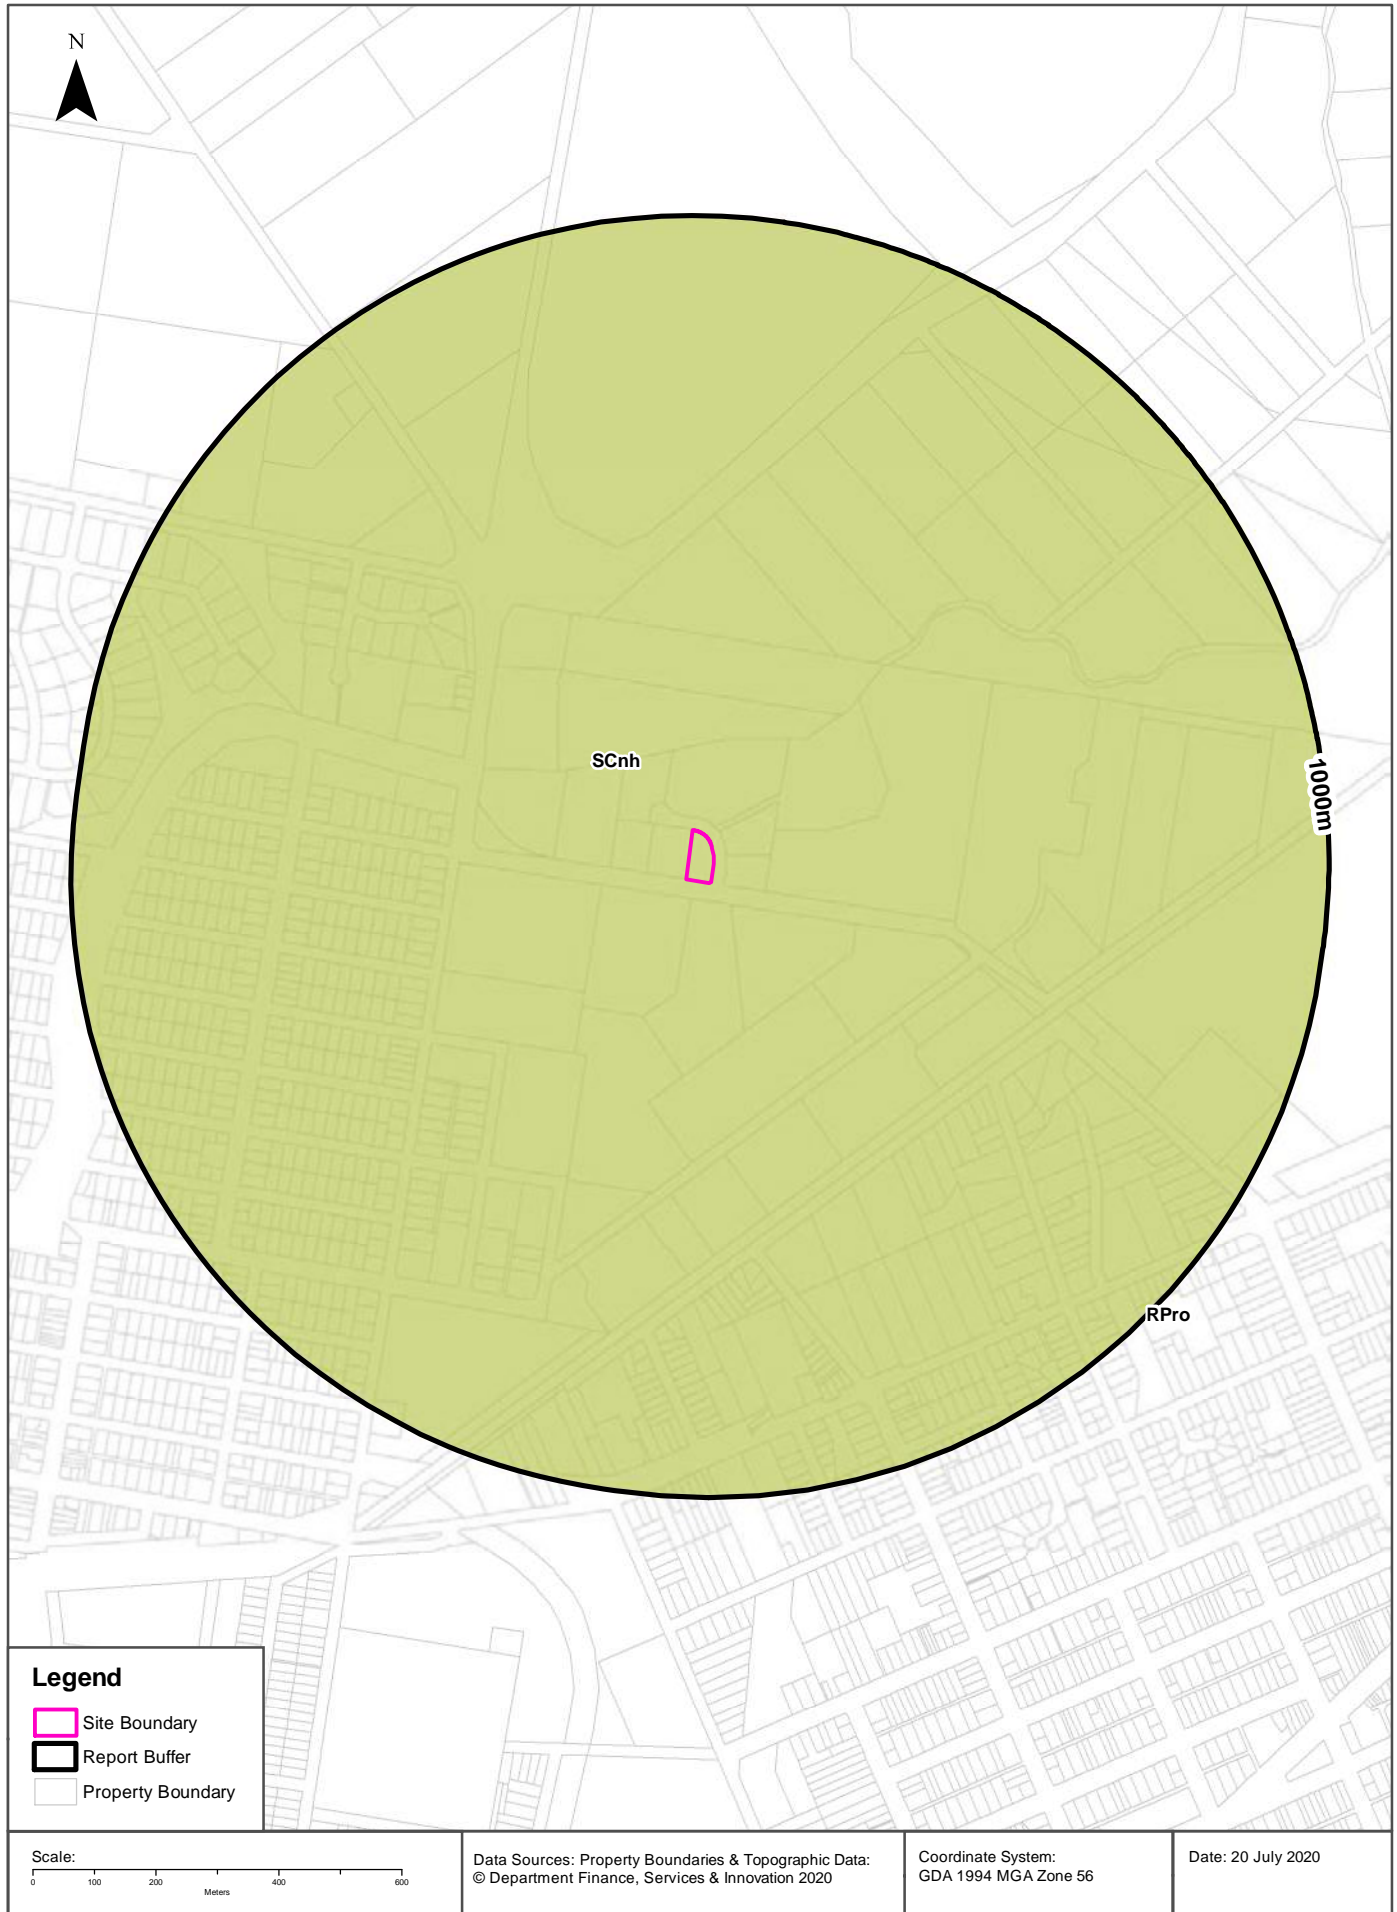 N
SCnh
1000m
RPro
Legend
Site Boundary
Report Buffer
Property Boundary
Scale:
0 100 200 400 600
Meters
Data Sources: Property Boundaries & Topographic Data:
© Department Finance, Services & Innovation 2020
Coordinate System:
GDA 1994 MGA Zone 56
Date: 20 July 2020